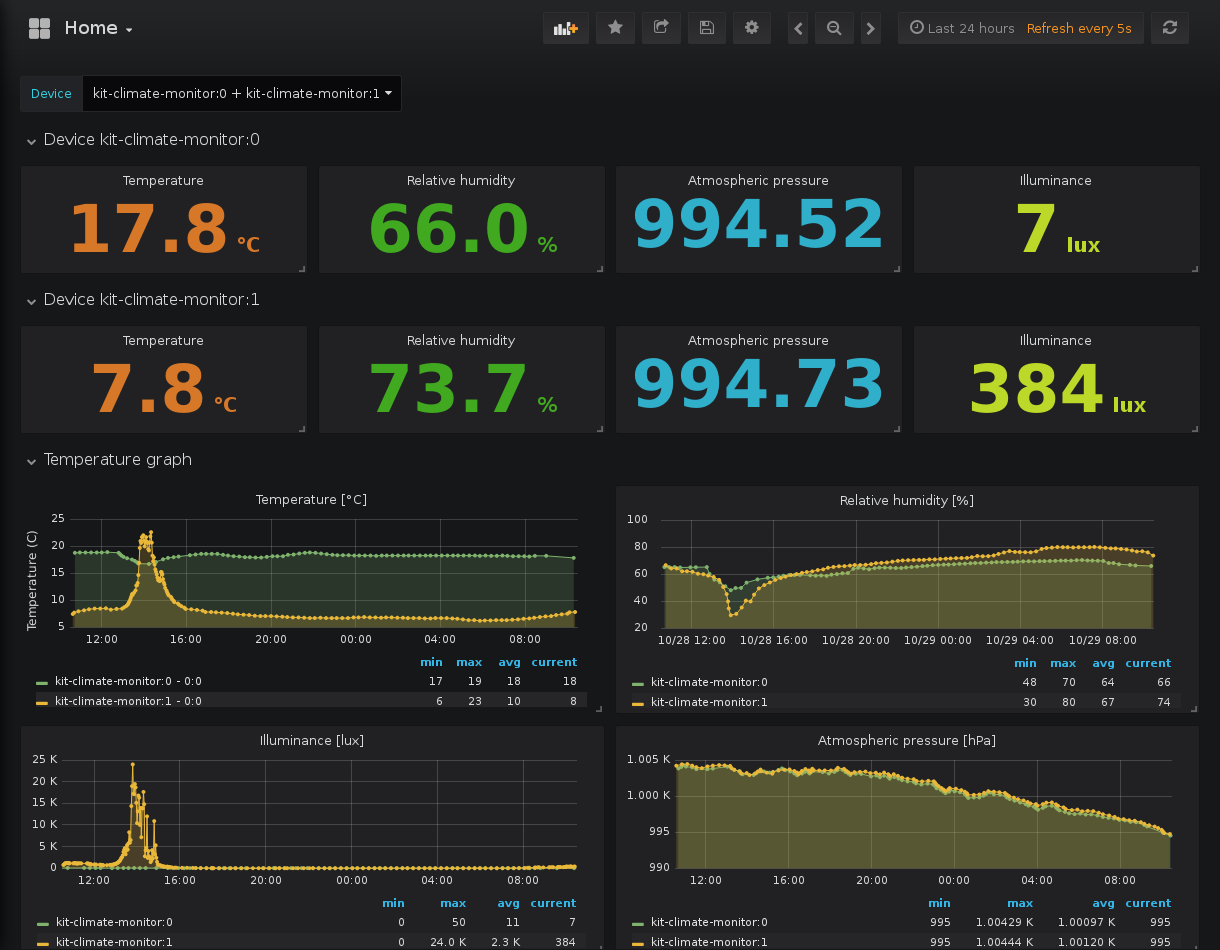 Home
Last 24 hours Refresh every 5s
Device kit-climate-monitor:0 + kit-climate-monitor:1
Device kit-climate-monitor:0
Temperature Relative humidity Atmospheric pressure Illuminance
17.8 °C 66.0 % 994.52 7 lux
Device kit-climate-monitor:1
Temperature Relative humidity Atmospheric pressure Illuminance
7.8 °C 73.7 % 994.73 384 lux
Temperature graph
Temperature [°C]
Temperature (C)
25
20
15
10
5
12:00 16:00 20:00 00:00 04:00 08:00
min max avg current
kit-climate-monitor:0 - 0:0 17 19 18 18
kit-climate-monitor:1 - 0:0 6 23 10 8
Relative humidity [%]
100
80
60
40
20
10/28 12:00 10/28 16:00 10/28 20:00 10/29 00:00 10/29 04:00 10/29 08:00
min max avg current
kit-climate-monitor:0 48 70 64 66
kit-climate-monitor:1 30 80 67 74
Illuminance [lux]
25 K
20 K
15 K
10 K
5 K
0
12:00 16:00 20:00 00:00 04:00 08:00
min max avg current
kit-climate-monitor:0 0 50 11 7
kit-climate-monitor:1 0 24.0 K 2.3 K 384
Atmospheric pressure [hPa]
1.005 K
1.000 K
995
990
12:00 16:00 20:00 00:00 04:00 08:00
min max avg current
kit-climate-monitor:0 995 1.00429 K 1.00097 K 995
kit-climate-monitor:1 995 1.00444 K 1.00120 K 995